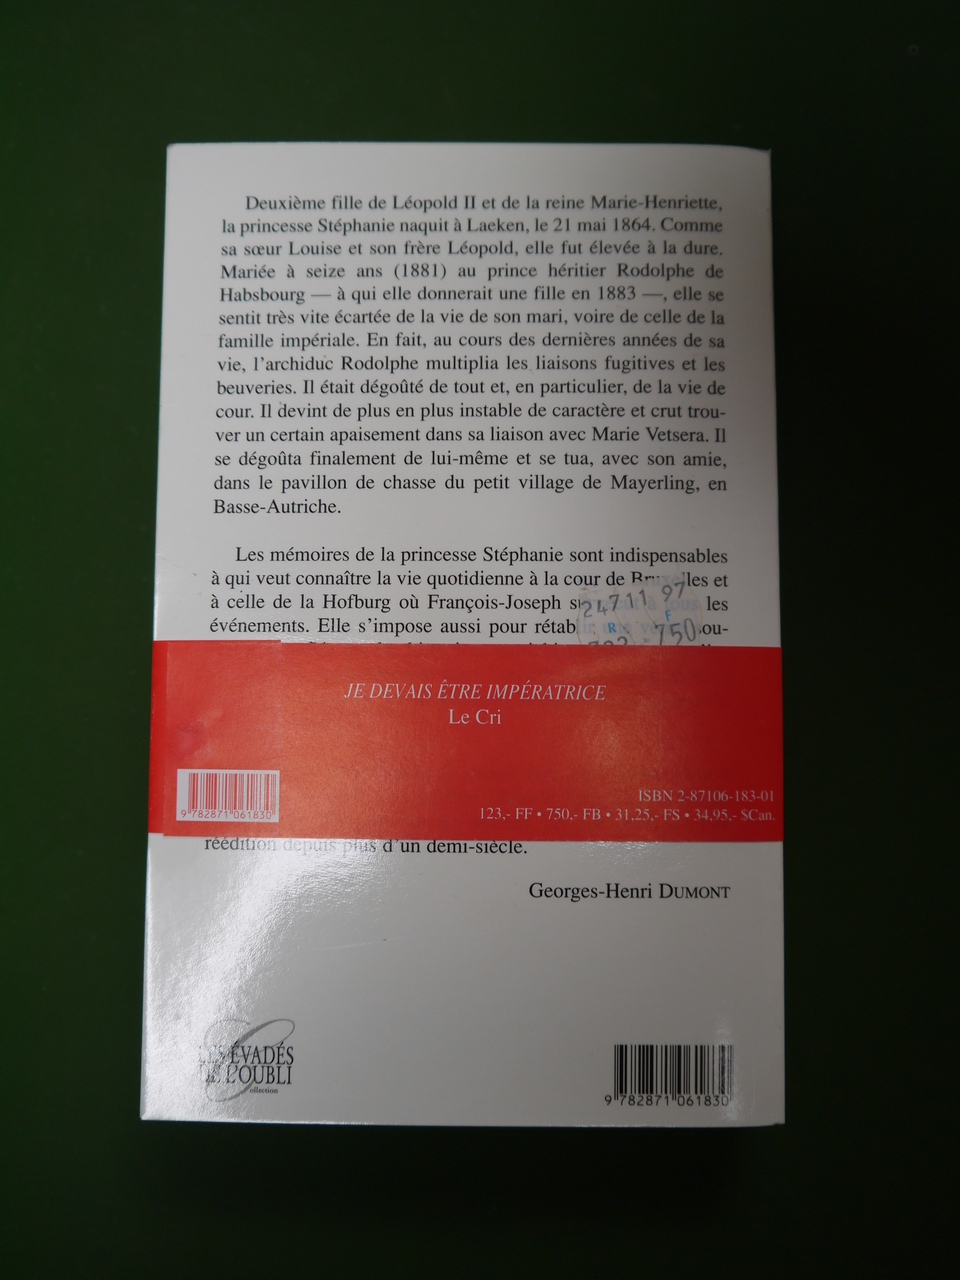 Deuxième fille de Léopold II et de la reine Marie-Henriette,
la princesse Stéphanie naquit à Laeken, le 21 mai 1864. Comme
sa sœur Louise et son frère Léopold, elle fut élevée à la dure.
Mariée à seize ans (1881) au prince héritier Rodolphe de
Habsbourg — à qui elle donnerait une fille en 1883 —, elle se
sentit très vite écartée de la vie de son mari, voire de celle de la
famille impériale. En fait, au cours des dernières années de sa
vie, l'archiduc Rodolphe multiplia les liaisons fugitives et les
beuveries. Il était dégoûté de tout et, en particulier, de la vie de
cour. Il devint de plus en plus instable de caractère et crut trou-
ver un certain apaisement dans sa liaison avec Marie Vetsera. Il
se dégoûta finalement de lui-même et se tua, avec son amie,
dans le pavillon de chasse du petit village de Mayerling, en
Basse-Autriche.
Les mémoires de la princesse Stéphanie sont indispensables
à qui veut connaître la vie quotidienne à la cour de et
à celle de la Hofburg où François-Joseph les
événements. Elle s'impose aussi pour
24711 97
F
R 750
JE DEVAIS ÊTRE IMPÉRATRICE
Le Cri
ISBN 2-87106-183-01
123,- FF • 750,- FB • 31,25,- FS • 34,95,- $Can.
9 782871 061830
réédition depuis plus d'un demi-siècle.
Georges-Henri DUMONT
LES ÉVADÉS
DE L'OUBLI
Collection
9 782871 061830